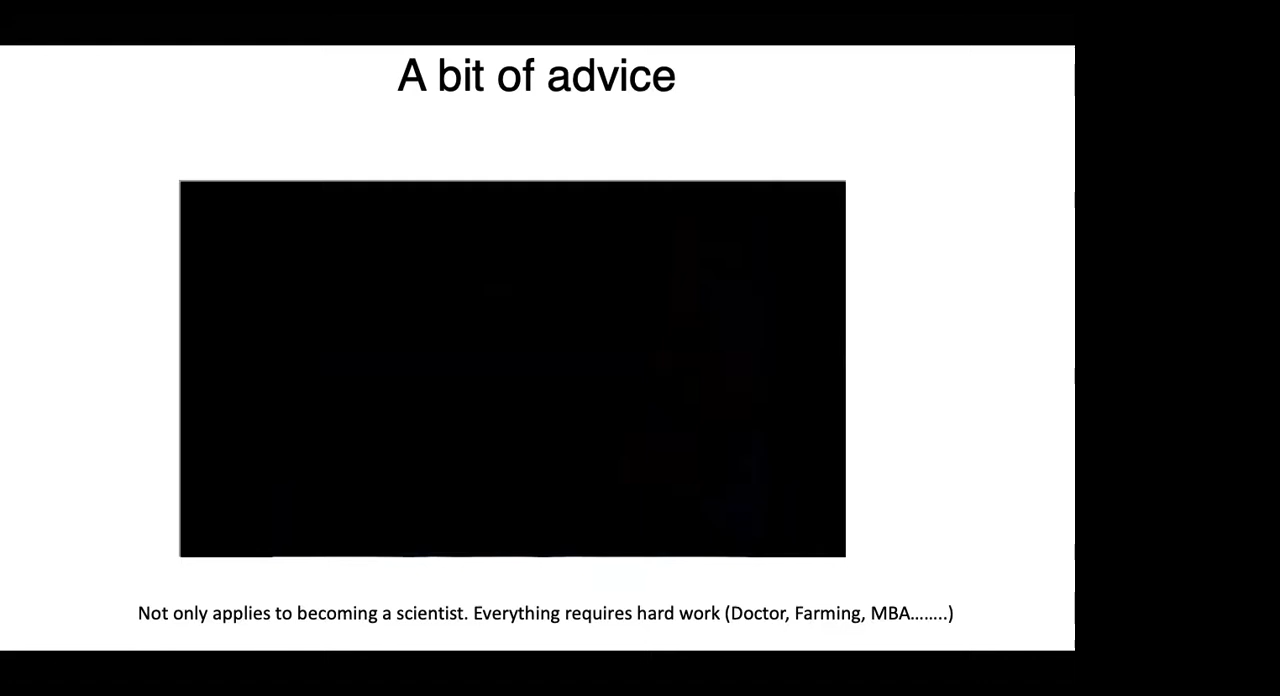 A bit of advice
Not only applies to becoming a scientist. Everything requires hard work (Doctor, Farming, MBA........)